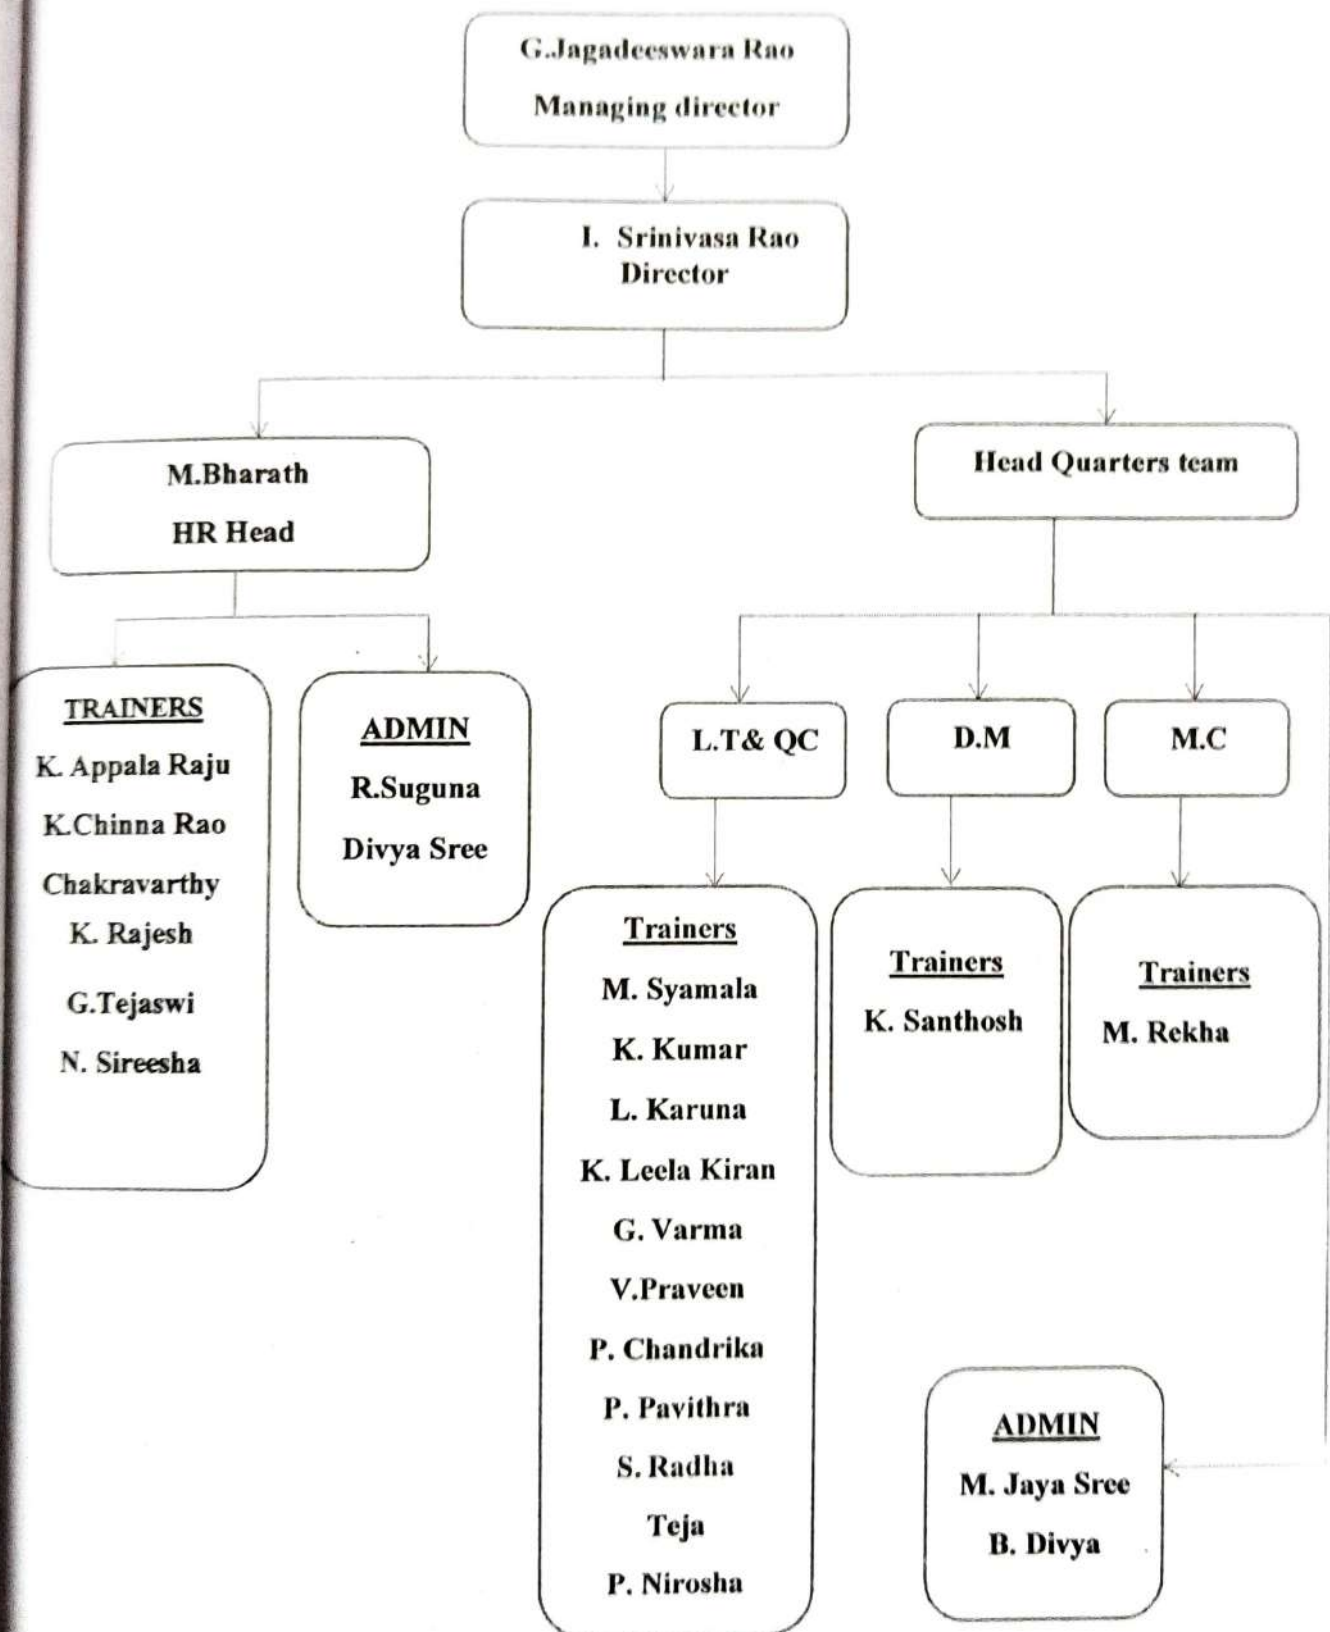 G.Jagadeeswara Rao
Managing director
I. Srinivasa Rao
Director
M.Bharath
HR Head
Head Quarters team
TRAINERS
K. Appala Raju
K.Chinna Rao
Chakravarthy
K. Rajesh
G.Tejaswi
N. Sireesha
ADMIN
R.Suguna
Divya Sree
L.T& QC
D.M
M.C
Trainers
M. Syamala
K. Kumar
L. Karuna
K. Leela Kiran
G. Varma
V.Praveen
P. Chandrika
P. Pavithra
S. Radha
Teja
P. Nirosha
Trainers
K. Santhosh
Trainers
M. Rekha
ADMIN
M. Jaya Sree
B. Divya